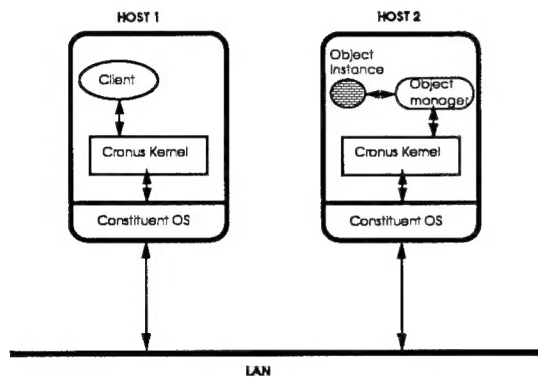 HOST 1
Client
Cronus Kernel
Constituent OS
HOST 2
Object
Instance
Object
manager
Cronus Kernel
Constituent OS
LAN